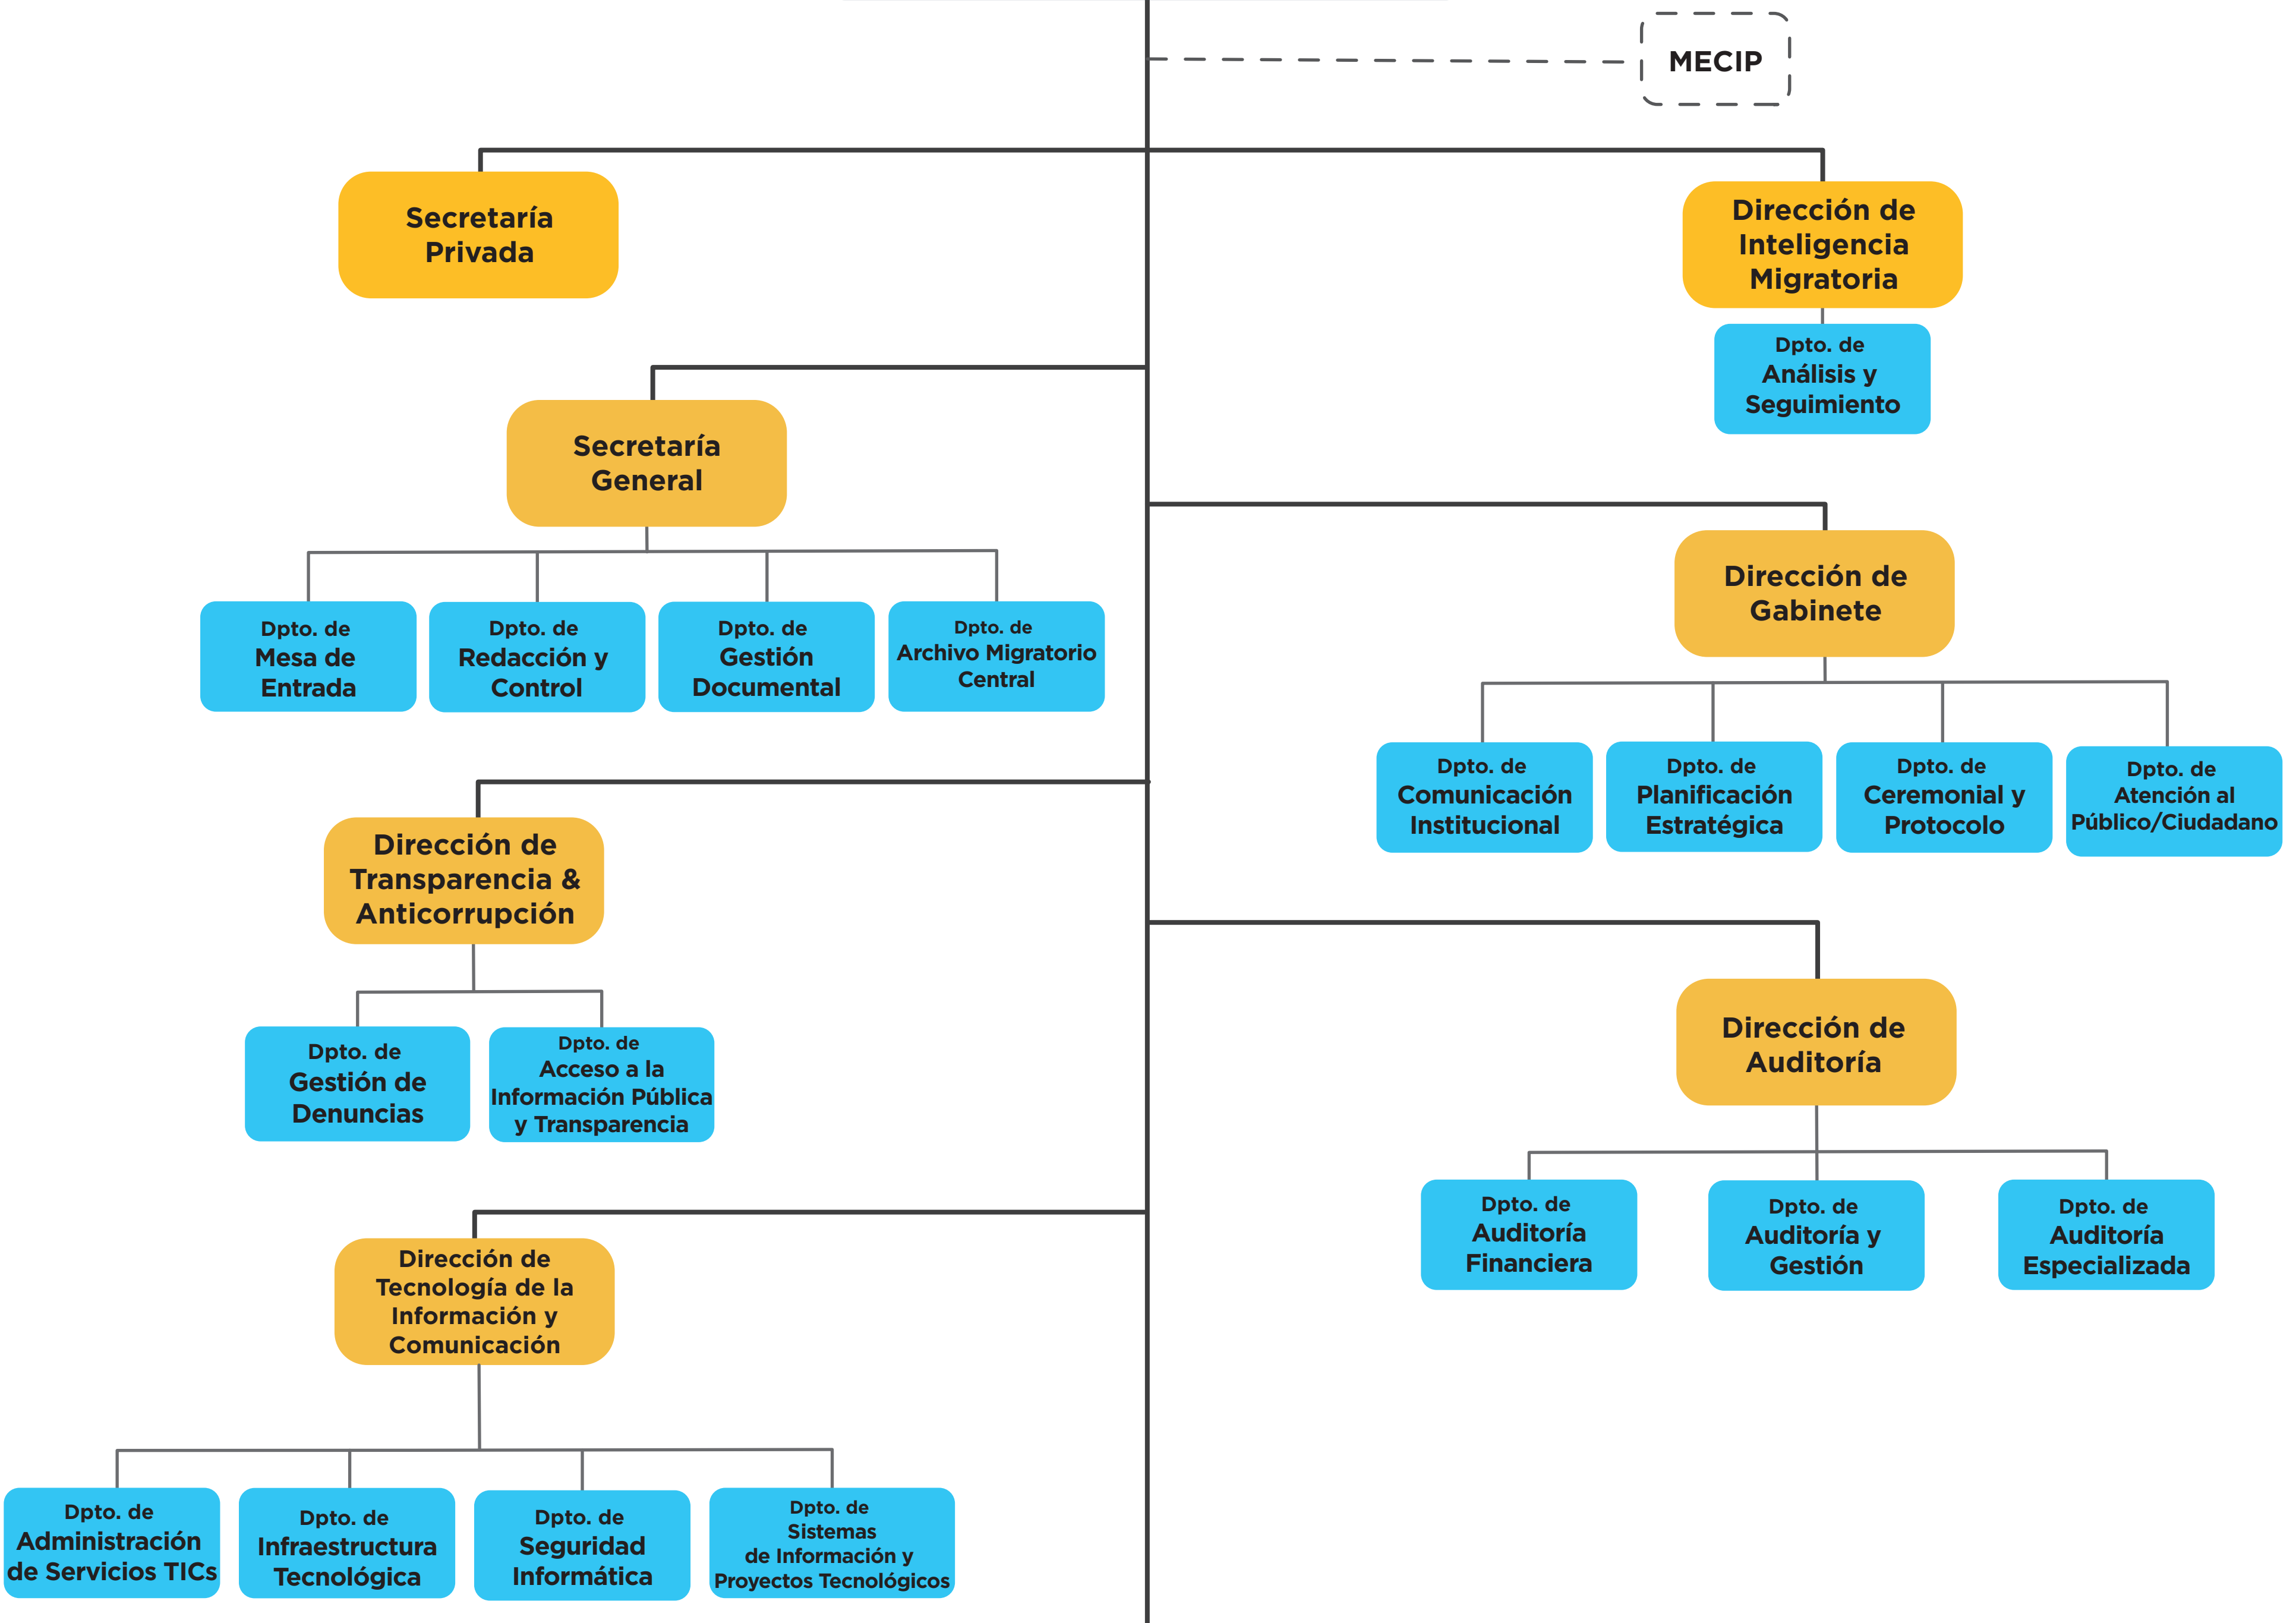 MECIP
Secretaría
Privada
Dirección de
Inteligencia
Migratoria
Dpto. de
Análisis y
Seguimiento
Secretaría
General
Dpto. de
Mesa de
Entrada
Dpto. de
Redacción y
Control
Dpto. de
Gestión
Documental
Dpto. de
Archivo Migratorio
Central
Dirección de
Gabinete
Dpto. de
Comunicación
Institucional
Dpto. de
Planificación
Estratégica
Dpto. de
Ceremonial y
Protocolo
Dpto. de
Atención al
Público/Ciudadano
Dirección de
Transparencia &
Anticorrupción
Dpto. de
Gestión de
Denuncias
Dpto. de
Acceso a la
Información Pública
y Transparencia
Dirección de
Auditoría
Dpto. de
Auditoría
Financiera
Dpto. de
Auditoría y
Gestión
Dpto. de
Auditoría
Especializada
Dirección de
Tecnología de la
Información y
Comunicación
Dpto. de
Administración
de Servicios TICs
Dpto. de
Infraestructura
Tecnológica
Dpto. de
Seguridad
Informática
Dpto. de
Sistemas
de Información y
Proyectos Tecnológicos